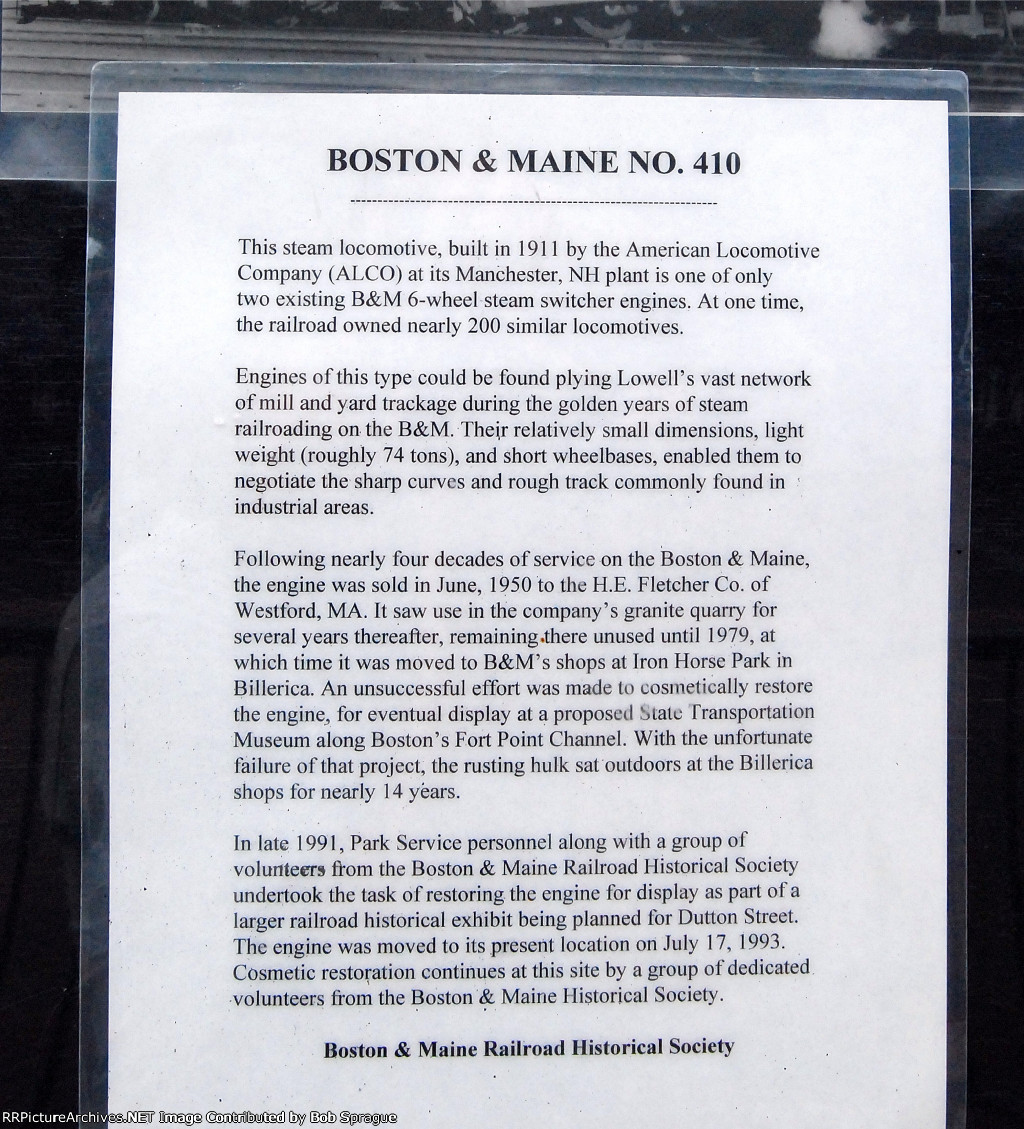 BOSTON & MAINE NO. 410
--------------------------------------------------------------------------
This steam locomotive, built in 1911 by the American Locomotive
Company (ALCO) at its Manchester, NH plant is one of only
two existing B&M 6-wheel steam switcher engines. At one time,
the railroad owned nearly 200 similar locomotives.
Engines of this type could be found plying Lowell's vast network
of mill and yard trackage during the golden years of steam
railroading on the B&M. Their relatively small dimensions, light
weight (roughly 74 tons), and short wheelbases, enabled them to
negotiate the sharp curves and rough track commonly found in
industrial areas.
Following nearly four decades of service on the Boston & Maine,
the engine was sold in June, 1950 to the H.E. Fletcher Co. of
Westford, MA. It saw use in the company's granite quarry for
several years thereafter, remaining there unused until 1979, at
which time it was moved to B&M's shops at Iron Horse Park in
Billerica. An unsuccessful effort was made to cosmetically restore
the engine, for eventual display at a proposed State Transportation
Museum along Boston's Fort Point Channel. With the unfortunate
failure of that project, the rusting hulk sat outdoors at the Billerica
shops for nearly 14 years.
In late 1991, Park Service personnel along with a group of
volunteers from the Boston & Maine Railroad Historical Society
undertook the task of restoring the engine for display as part of a
larger railroad historical exhibit being planned for Dutton Street.
The engine was moved to its present location on July 17, 1993.
Cosmetic restoration continues at this site by a group of dedicated
volunteers from the Boston & Maine Historical Society.
Boston & Maine Railroad Historical Society
RRPictureArchives.NET Image Contributed by Bob Sprague